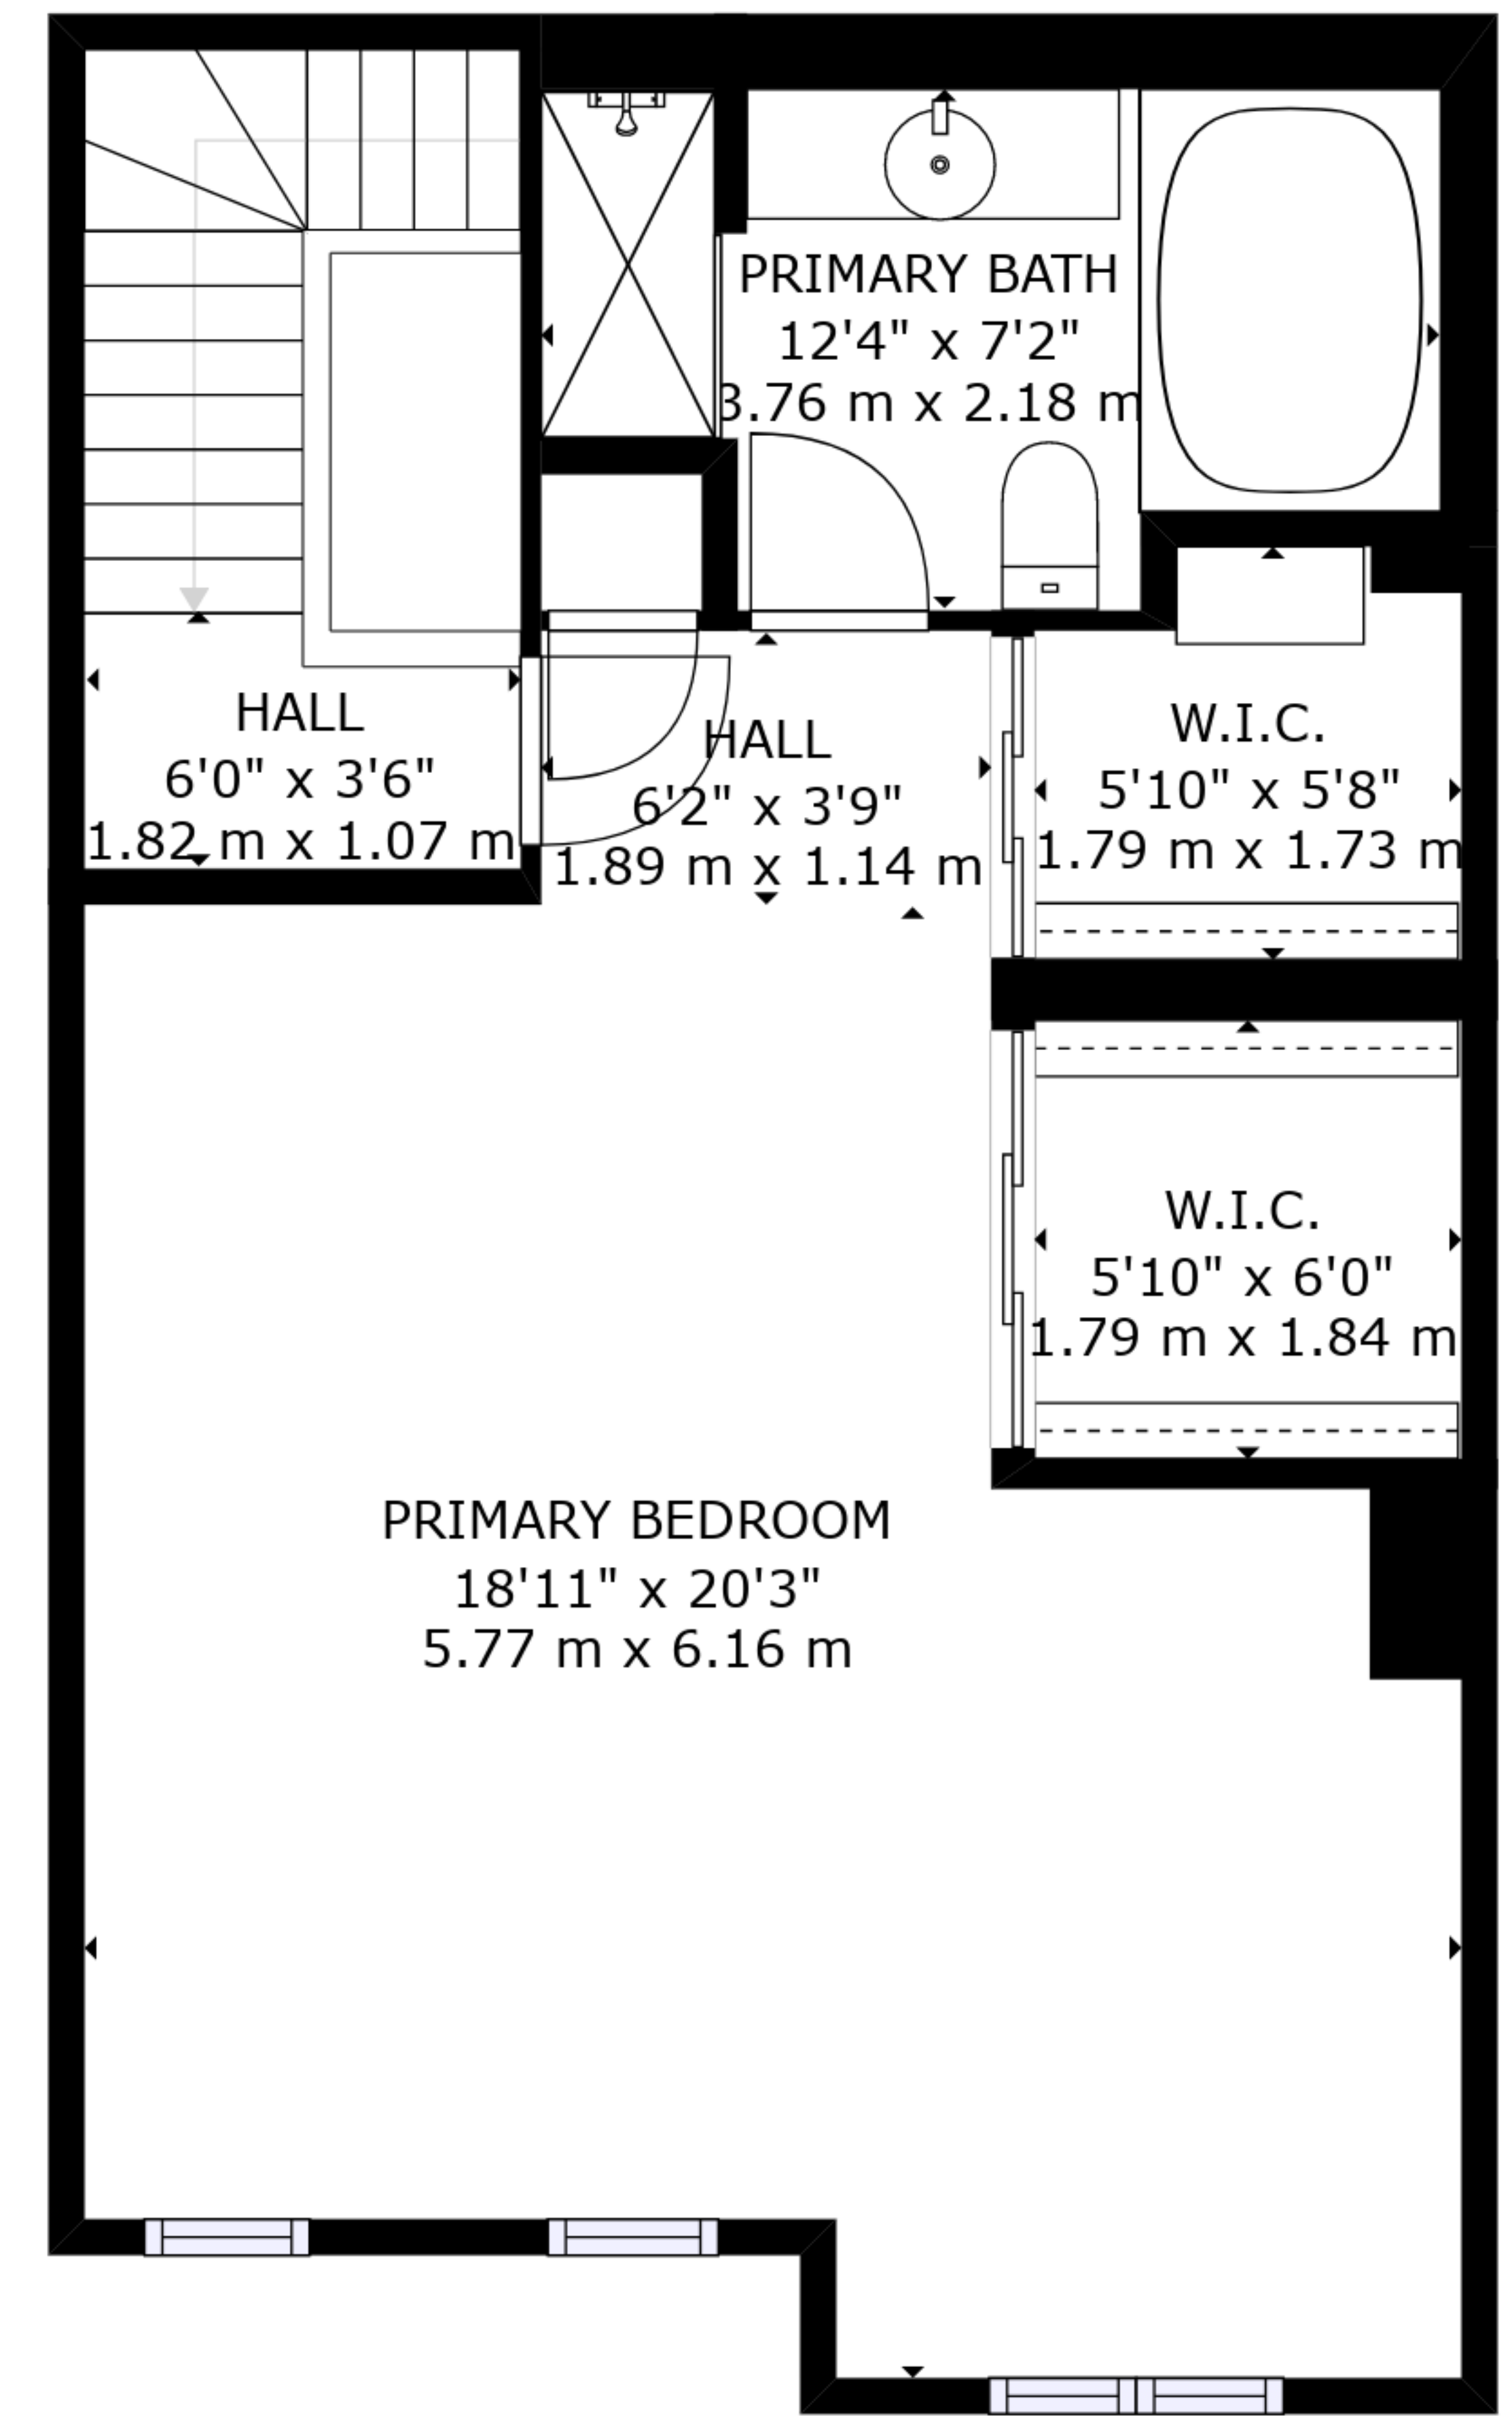 PRIMARY BATH
12'4" x 7'2"
3.76 m x 2.18 m
HALL
6'0" x 3'6"
1.82 m x 1.07 m
HALL
6'2" x 3'9"
1.89 m x 1.14 m
W.I.C.
5'10" x 5'8"
1.79 m x 1.73 m
W.I.C.
5'10" x 6'0"
1.79 m x 1.84 m
PRIMARY BEDROOM
18'11" x 20'3"
5.77 m x 6.16 m